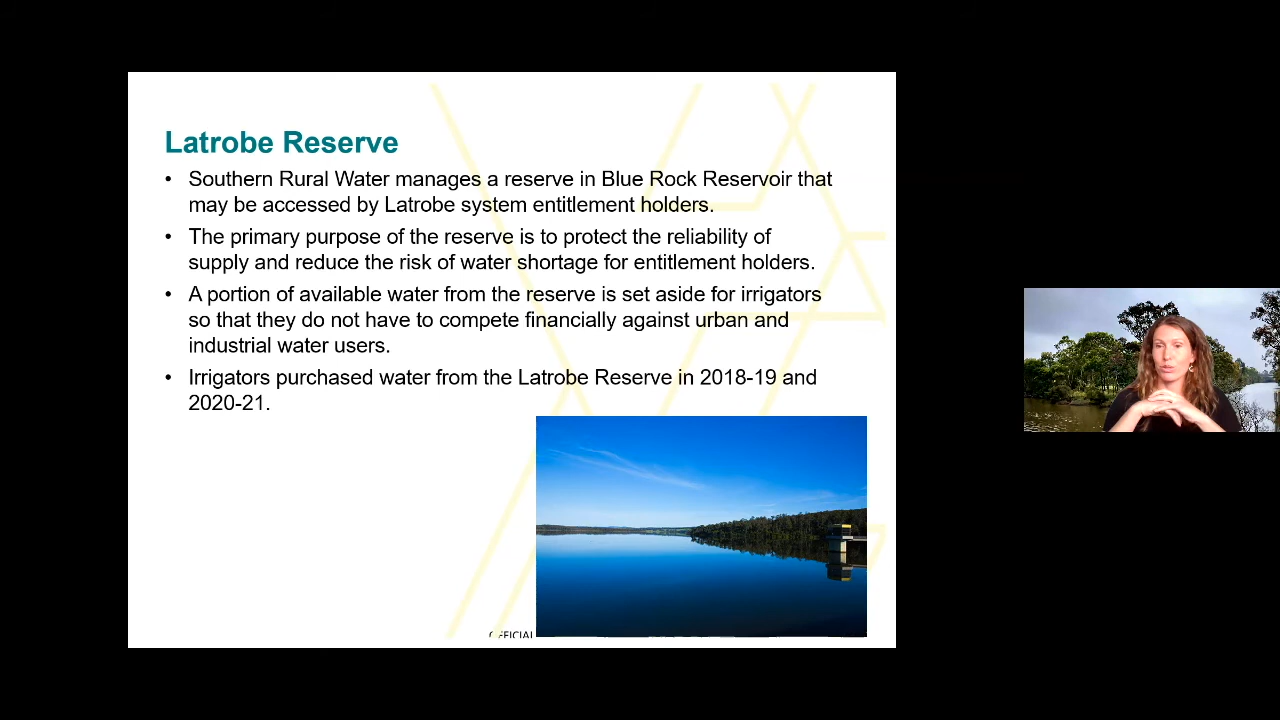 Latrobe Reserve
• Southern Rural Water manages a reserve in Blue Rock Reservoir that
may be accessed by Latrobe system entitlement holders.
• The primary purpose of the reserve is to protect the reliability of
supply and reduce the risk of water shortage for entitlement holders.
• A portion of available water from the reserve is set aside for irrigators
so that they do not have to compete financially against urban and
industrial water users.
• Irrigators purchased water from the Latrobe Reserve in 2018-19 and
2020-21.